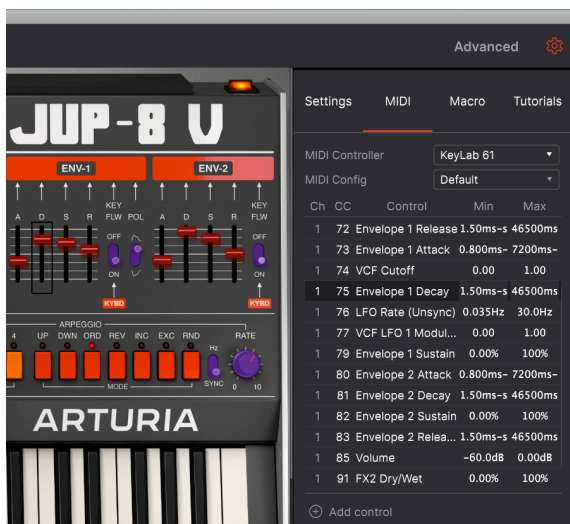 Advanced
Settings MIDI Macro Tutorials
JUP-8 V
ENV-1 ENV-2
KEY KEY
A D S R FLW POL A D S R FLW
OFF OFF
ON ON
KYBD KYBD
ARPEGGIO
4 UP DWN ORD REV INC EXC RND RATE
Hz
SYNC 0 10
MODE
ARTURIA
MIDI Controller KeyLab 61
MIDI Config Default
Ch CC Control Min Max
1 72 Envelope 1 Release 1.50ms-s 46500ms
1 73 Envelope 1 Attack 0.800ms- 7200ms-
1 74 VCF Cutoff 0.00 1.00
1 75 Envelope 1 Decay 1.50ms-s 46500ms
1 76 LFO Rate (Unsync) 0.035Hz 30.0Hz
1 77 VCF LFO 1 Modul... 0.00 1.00
1 79 Envelope 1 Sustain 0.00% 100%
1 80 Envelope 2 Attack 0.800ms- 7200ms-
1 81 Envelope 2 Decay 1.50ms-s 46500ms
1 82 Envelope 2 Sustain 0.00% 100%
1 83 Envelope 2 Relea... 1.50ms-s 46500ms
1 85 Volume -60.0dB 0.00dB
1 91 FX2 Dry/Wet 0.00% 100%
Add control